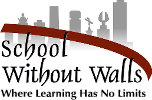 School
Without Walls
Where Learning Has No Limits